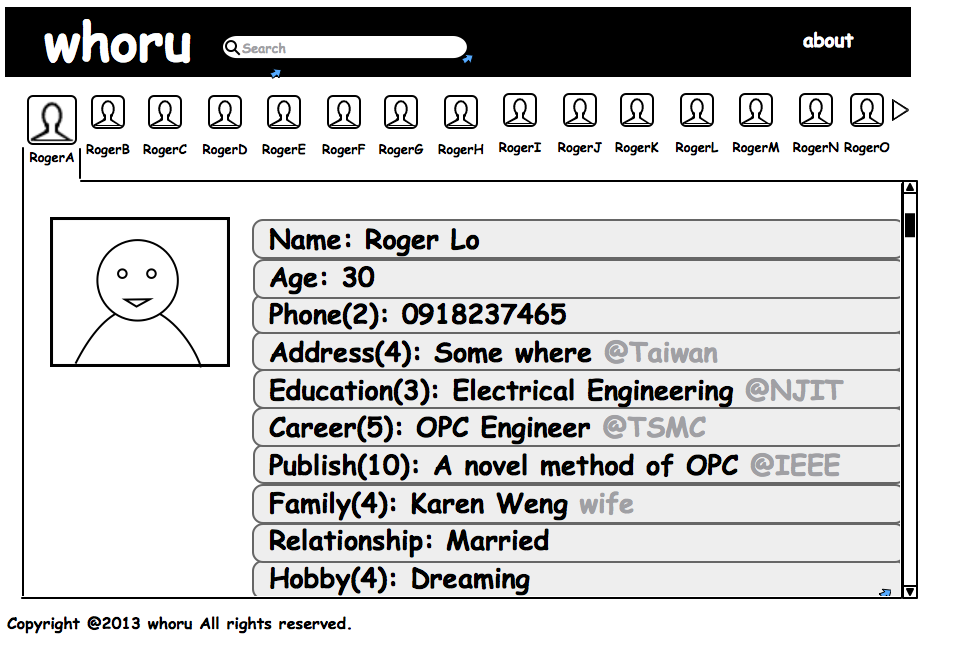 whoru
Search
about
RogerA RogerB RogerC RogerD RogerE RogerF RogerG RogerH RogerI RogerJ RogerK RogerL RogerM RogerN RogerO
Name: Roger Lo
Age: 30
Phone(2): 0918237465
Address(4): Some where @Taiwan
Education(3): Electrical Engineering @NJIT
Career(5): OPC Engineer @TSMC
Publish(10): A novel method of OPC @IEEE
Family(4): Karen Weng wife
Relationship: Married
Hobby(4): Dreaming
Copyright @2013 whoru All rights reserved.